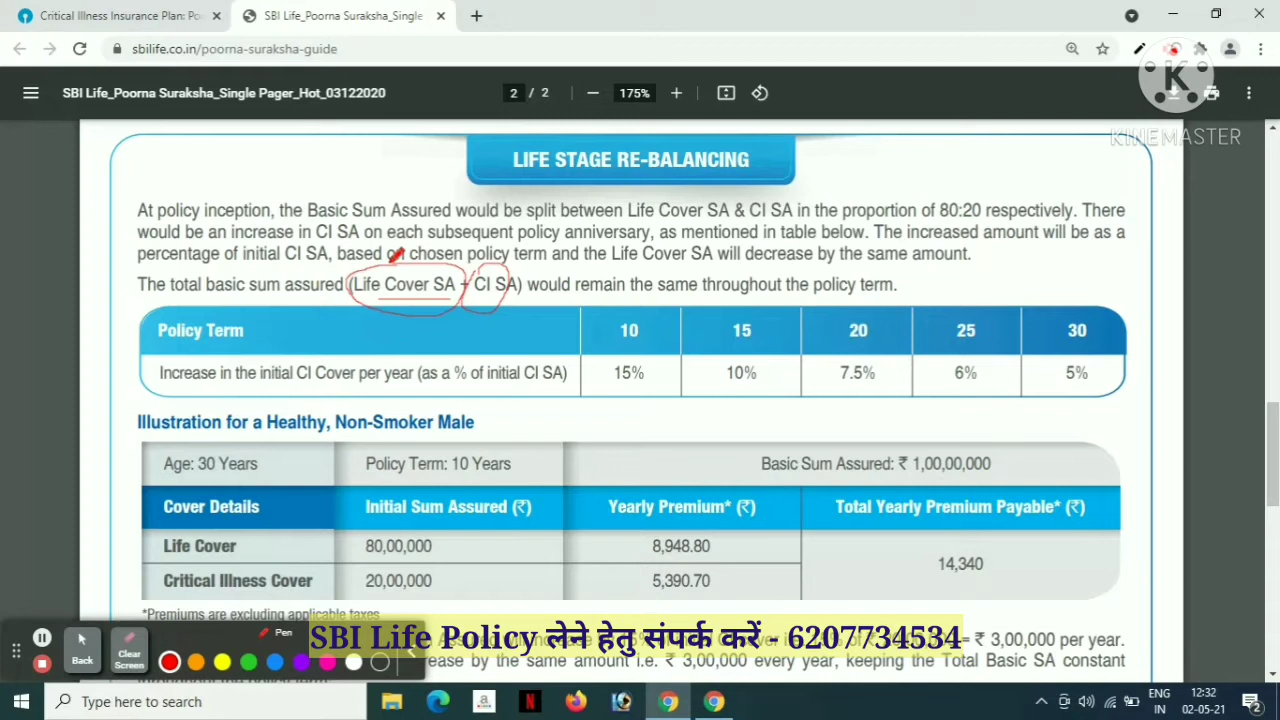 Critical Illness Insurance Plan: Po
SBI Life_Poorna Suraksha_Single
sbilife.co.in/poorna-suraksha-guide
K
KINEMASTER
SBI Life_Poorna Suraksha_Single Pager_Hot_03122020
2 / 2
175%
LIFE STAGE RE-BALANCING
At policy inception, the Basic Sum Assured would be split between Life Cover SA & CI SA in the proportion of 80:20 respectively. There
would be an increase in CI SA on each subsequent policy anniversary, as mentioned in table below. The increased amount will be as a
percentage of initial CI SA, based on chosen policy term and the Life Cover SA will decrease by the same amount.
The total basic sum assured (Life Cover SA + CI SA) would remain the same throughout the policy term.
Policy Term 10 15 20 25 30
Increase in the initial CI Cover per year (as a % of initial CI SA) 15% 10% 7.5% 6% 5%
Illustration for a Healthy, Non-Smoker Male
Age: 30 Years Policy Term: 10 Years Basic Sum Assured: ₹ 1,00,00,000
Cover Details Initial Sum Assured (₹) Yearly Premium* (₹) Total Yearly Premium Payable* (₹)
Life Cover 80,00,000 8,948.80
14,340
Critical Illness Cover 20,00,000 5,390.70
*Premiums are excluding applicable taxes
Pen
SBI Life Policy लेने हेतु संपर्क करें - 6207734534
= ₹ 3,00,000 per year.
Back
Clear
Screen
by the same amount i.e. ₹ 3,00,000 every year, keeping the Total Basic SA constant
Type here to search
a
N
ENG
IN
12:32
02-05-21
2